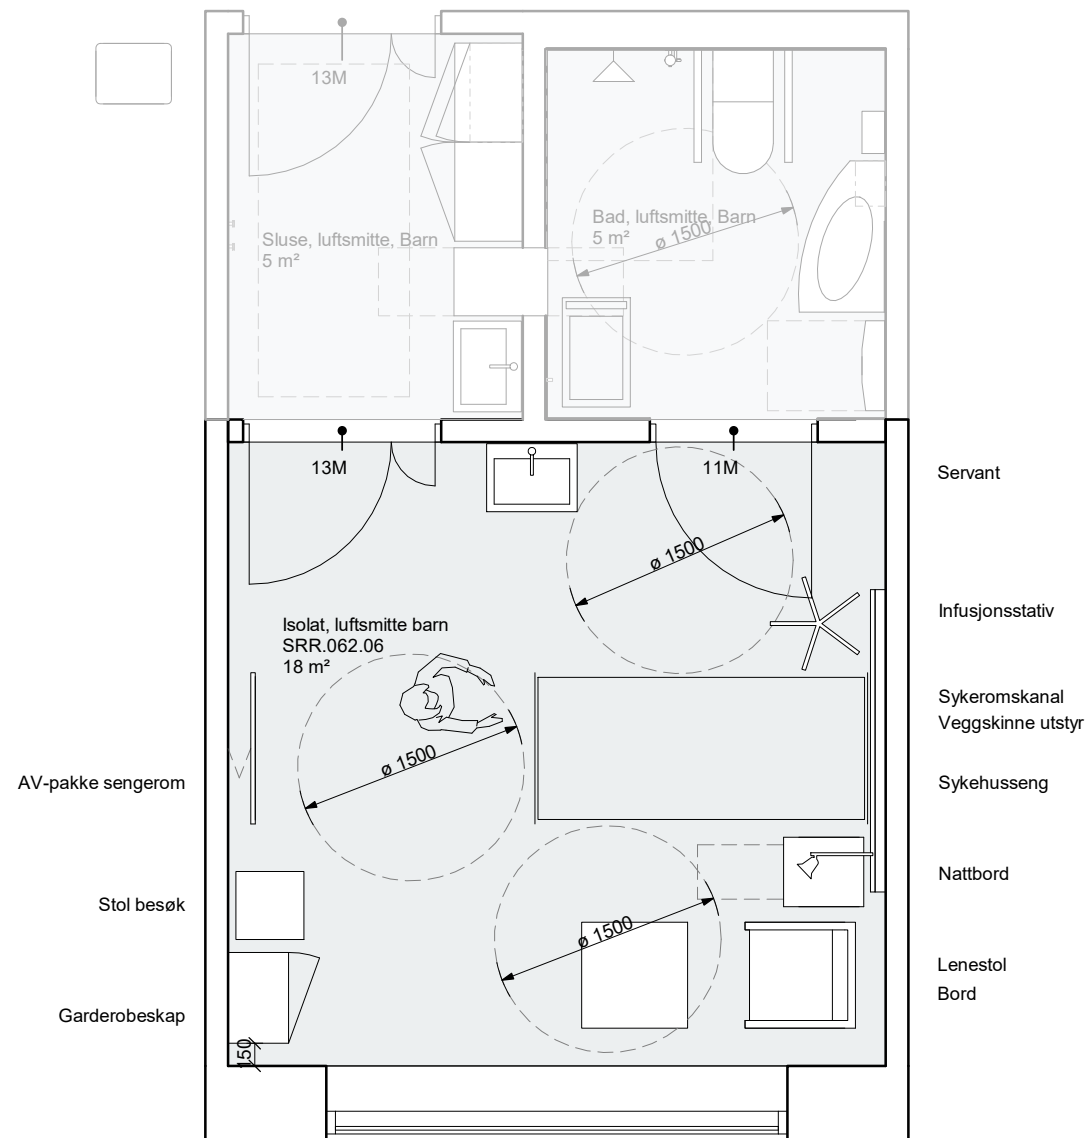 13M
Sluse, luftsmitte, Barn
5 m²
Bad, luftsmitte, Barn
5 m²
ø 1500
13M
11M
Servant
ø 1500
Infusjonsstativ
Isolat, luftsmitte barn
SRR.062.06
18 m²
Sykeromskanal
Veggskinne utstyr
ø 1500
AV-pakke sengerom
Sykehusseng
Nattbord
Stol besøk
ø 1500
Lenestol
Bord
Garderobeskap
150